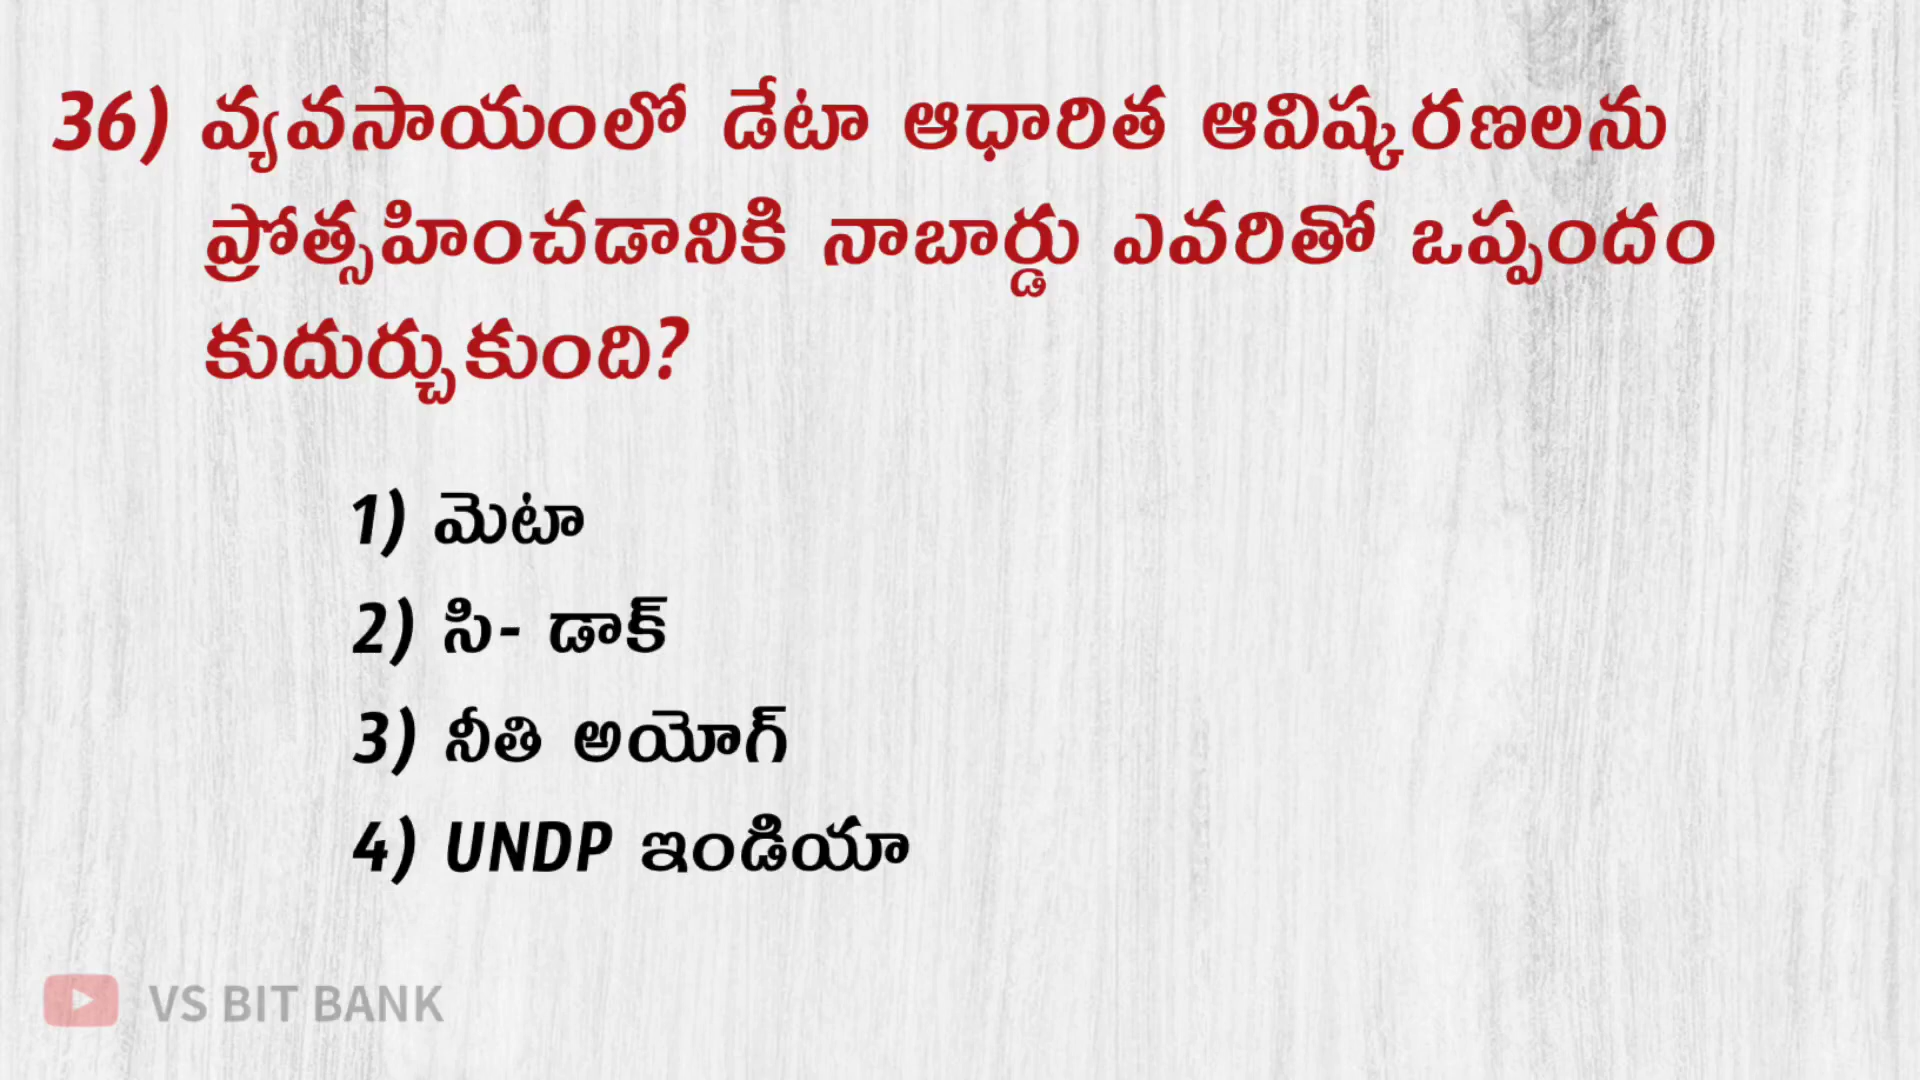 36) వ్యవసాయంలో డేటా ఆధారిత ఆవిష్కరణలను
ప్రోత్సహించడానికి నాబార్డు ఎవరితో ఒప్పందం
కుదుర్చుకుంది?
1) మెటా
2) సి- డాక్
3) నీతి అయోగ్
4) UNDP ఇండియా
VS BIT BANK